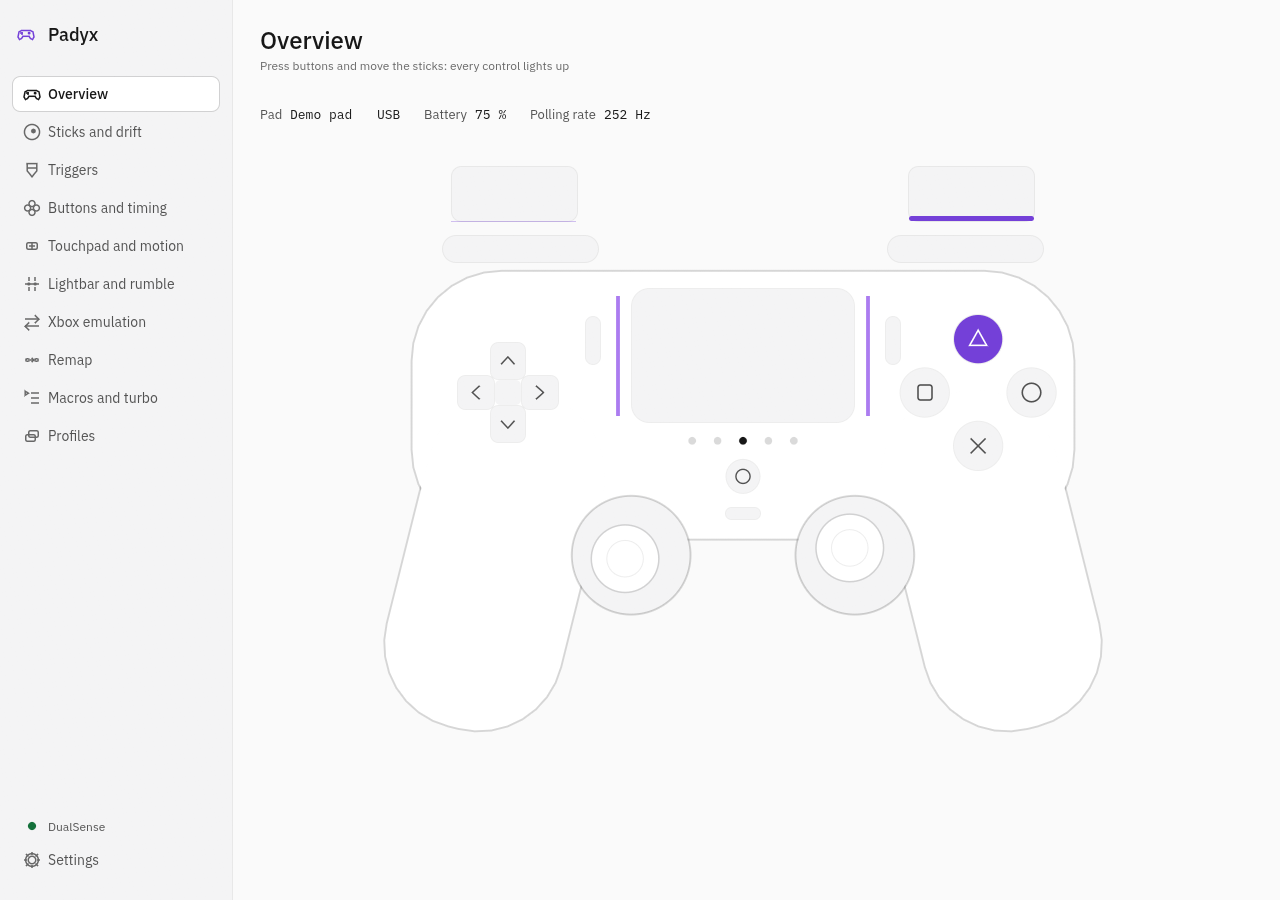 Padyx
Overview
Sticks and drift
Triggers
Buttons and timing
Touchpad and motion
Lightbar and rumble
Xbox emulation
Remap
Macros and turbo
Profiles
DualSense
Settings
Overview
Press buttons and move the sticks: every control lights up
Pad Demo pad USB Battery 75 % Polling rate 252 Hz